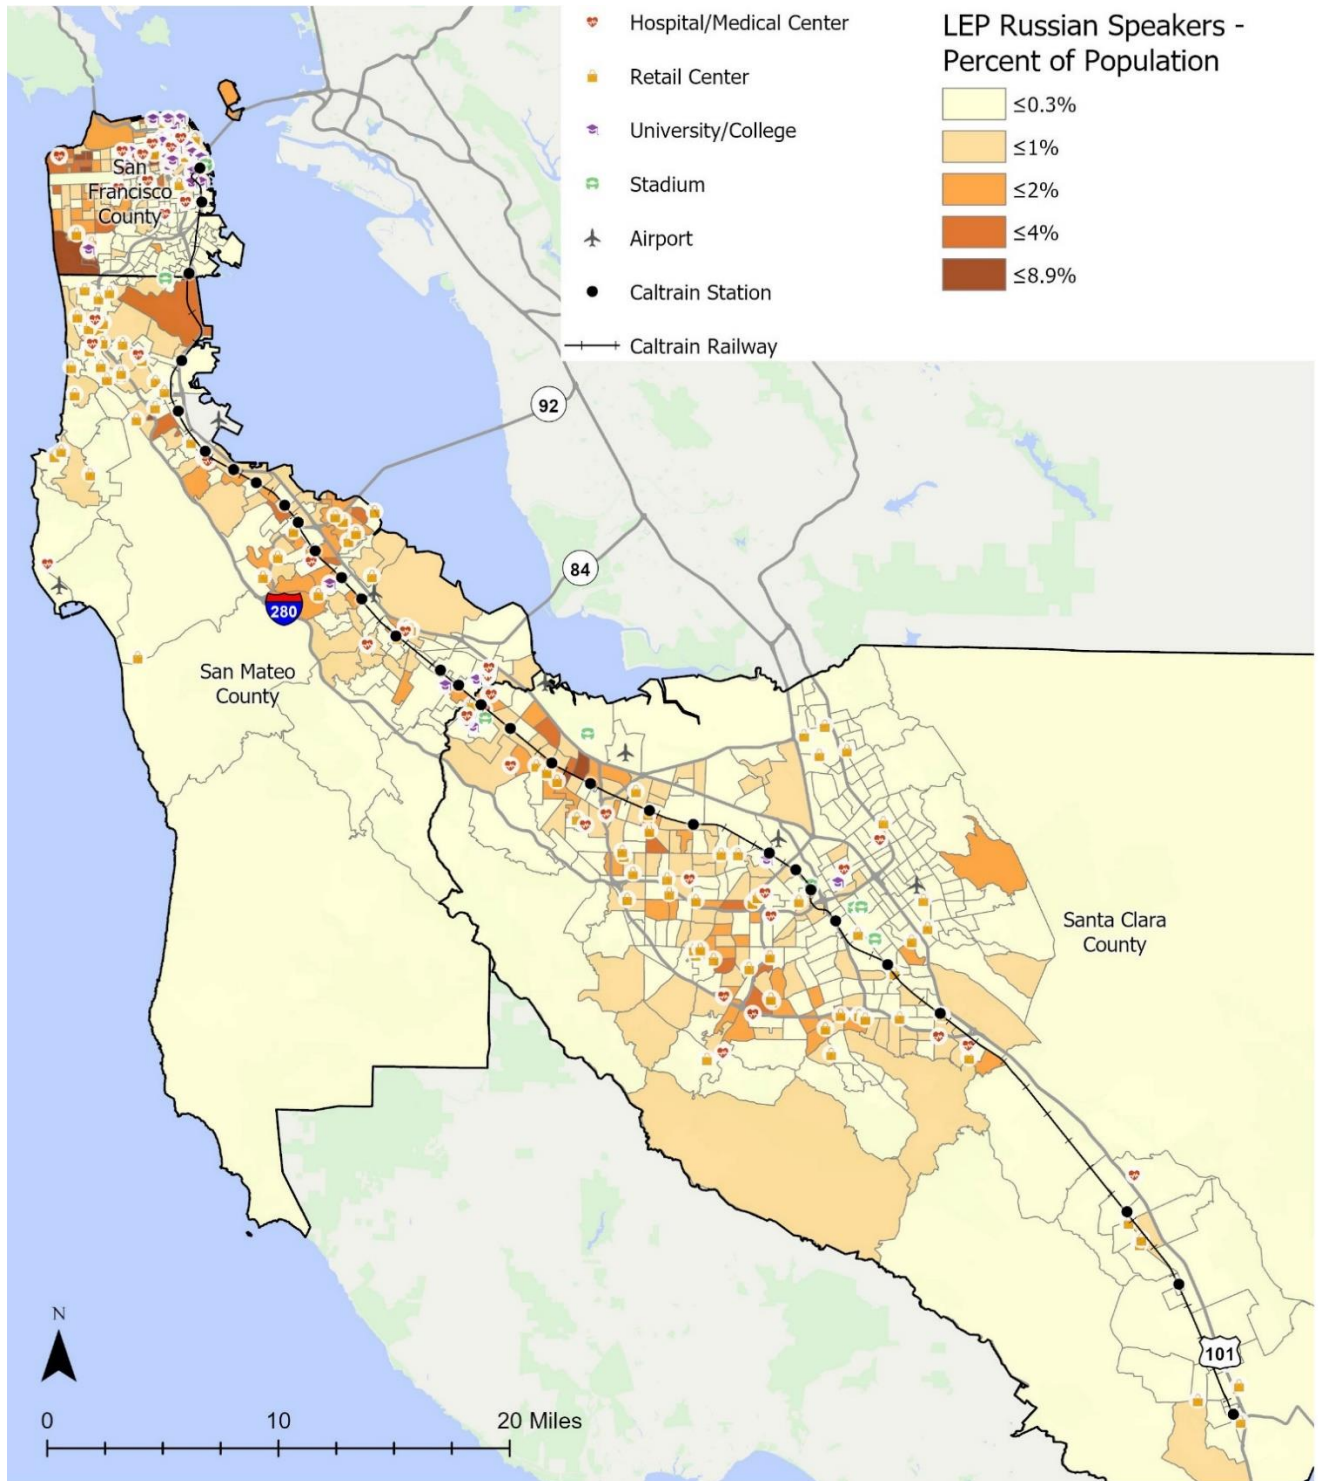 Hospital/Medical Center
Retail Center
University/College
Stadium
Airport
Caltrain Station
Caltrain Railway
LEP Russian Speakers -
Percent of Population
≤0.3%
≤1%
≤2%
≤4%
≤8.9%
San
Francisco
County
92
84
280
San Mateo
County
Santa Clara
County
101
N
0 10 20 Miles